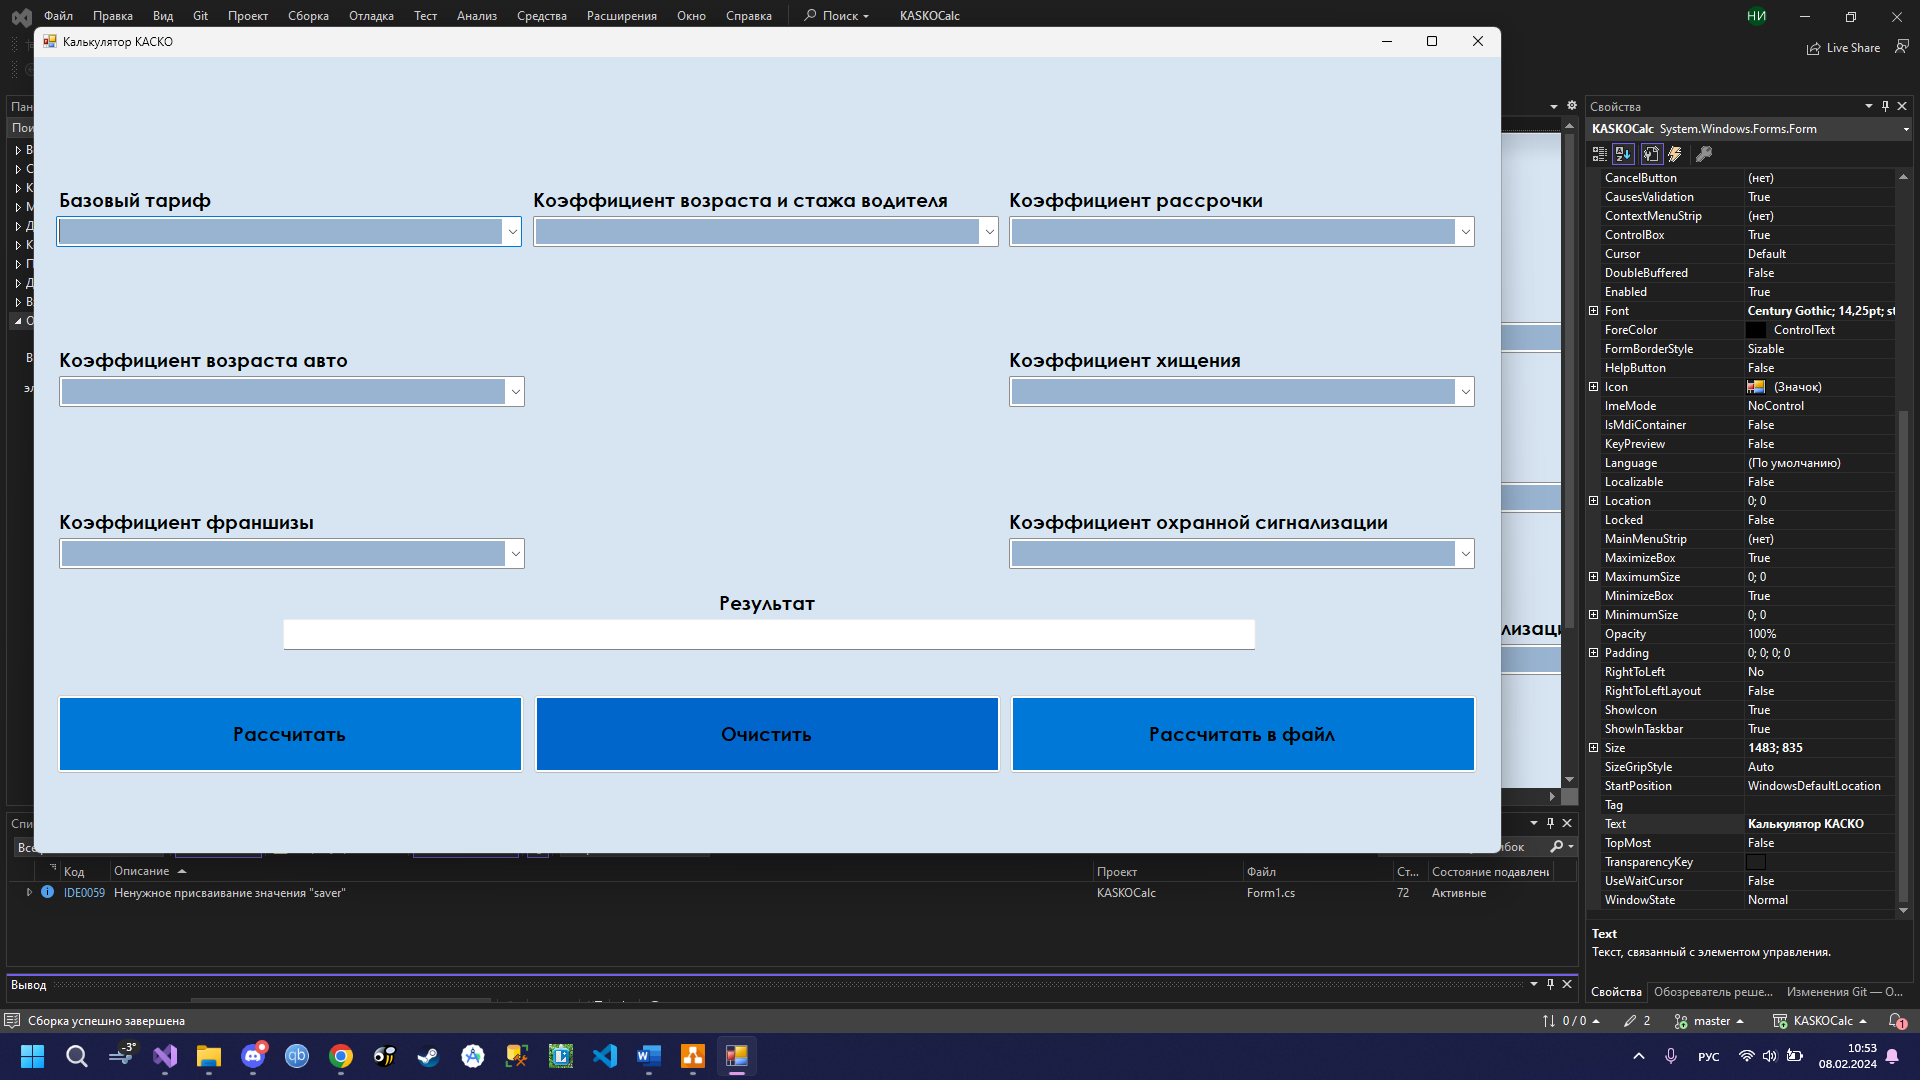 Файл Правка Вид Git Проект Сборка Отладка Тест Анализ Средства Расширения Окно Справка Поиск KASKOCalc НИ
Live Share
Калькулятор КАСКО
Базовый тариф
Коэффициент возраста и стажа водителя
Коэффициент рассрочки
Коэффициент возраста авто
Коэффициент хищения
Коэффициент франшизы
Коэффициент охранной сигнализации
Результат
Рассчитать
Очистить
Рассчитать в файл
Свойства
KASKOCalc System.Windows.Forms.Form
CancelButton (нет)
CausesValidation True
ContextMenuStrip (нет)
ControlBox True
Cursor Default
DoubleBuffered False
Enabled True
Font Century Gothic; 14,25pt; st
ForeColor ControlText
FormBorderStyle Sizable
HelpButton False
Icon (Значок)
ImeMode NoControl
IsMdiContainer False
KeyPreview False
Language (По умолчанию)
Localizable False
Location 0; 0
Locked False
MainMenuStrip (нет)
MaximizeBox True
MaximumSize 0; 0
MinimizeBox True
MinimumSize 0; 0
Opacity 100%
Padding 0; 0; 0; 0
RightToLeft No
RightToLeftLayout False
ShowIcon True
ShowInTaskbar True
Size 1483; 835
SizeGripStyle Auto
StartPosition WindowsDefaultLocation
Tag
Text Калькулятор КАСКО
TopMost False
TransparencyKey
UseWaitCursor False
WindowState Normal
Text
Текст, связанный с элементом управления.
Свойства Обозреватель реше... Изменения Git — О...
Код Описание Проект Файл Ст... Состояние подавлени
IDE0059 Ненужное присваивание значения "saver" KASKOCalc Form1.cs 72 Активные
Вывод
Сборка успешно завершена 0 / 0 2 master KASKOCalc 1
-3°
РУС
10:53
08.02.2024